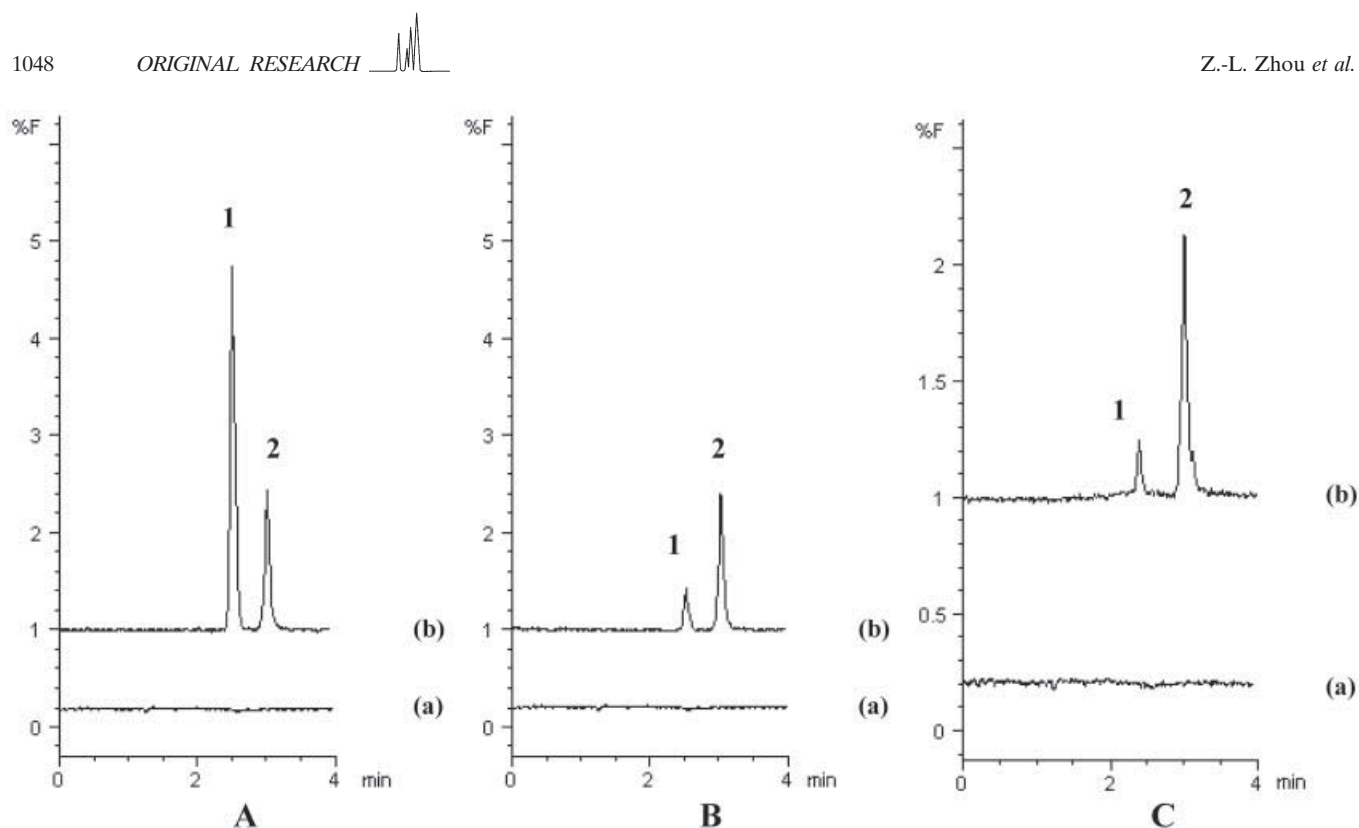 1048 ORIGINAL RESEARCH Z.-L. Zhou et al.
%F %F %F
1 2 5 4 3 2 1 0 (b) (a) 0 2 4 min
1 2 5 4 3 2 1 0 (b) (a) 0 2 4 min
1 2 2 1.5 1 0.5 0 (b) (a) 0 2 4 min
A B C